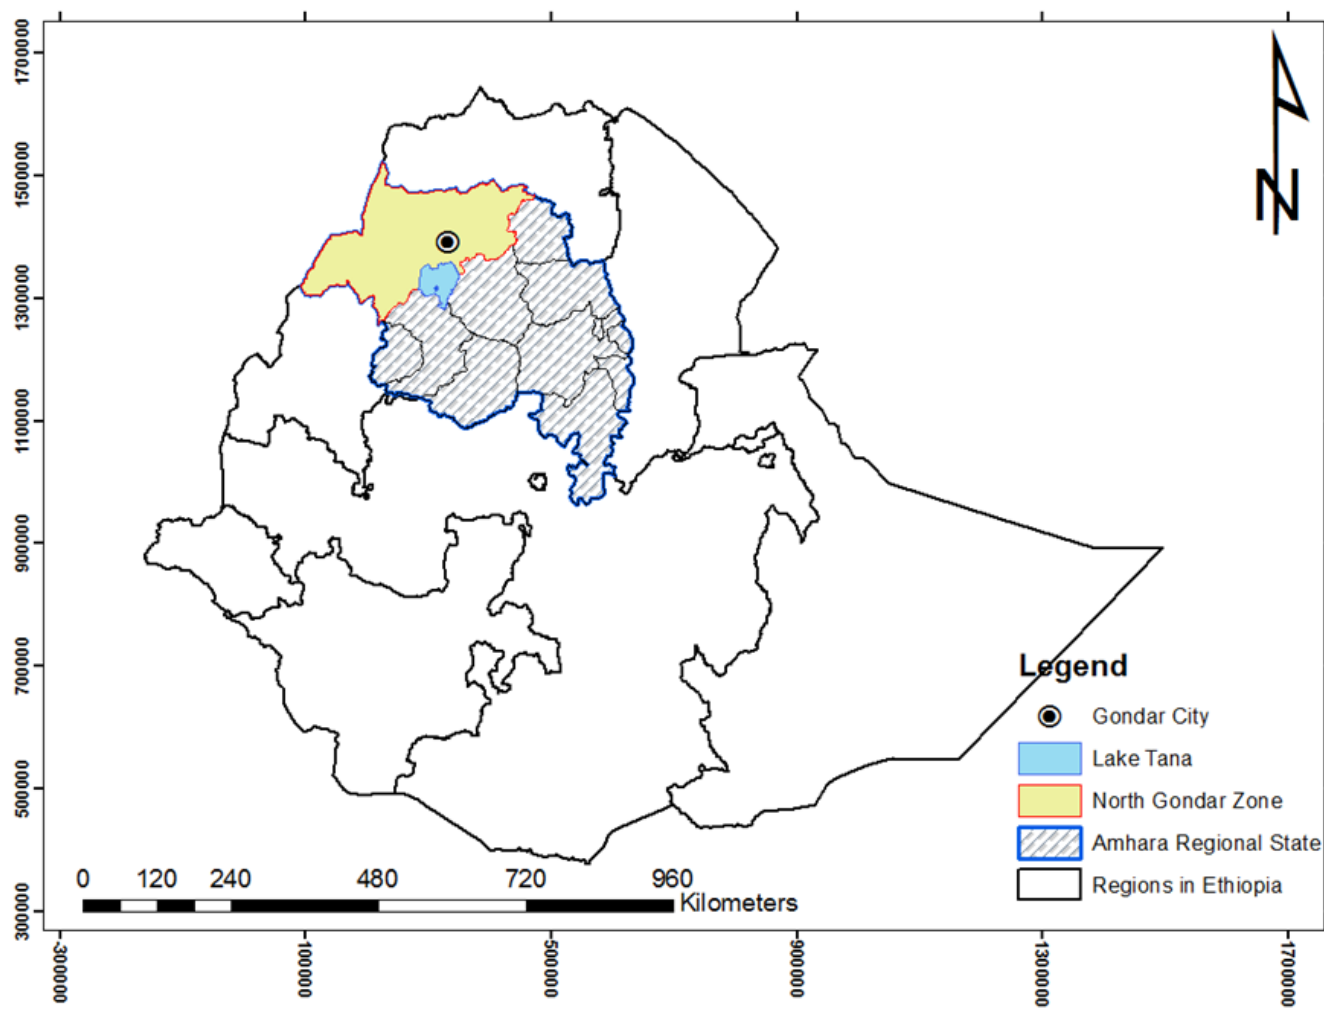 N
1700000
1500000
1300000
1100000
900000
700000
500000
300000
Legend
Gondar City
Lake Tana
North Gondar Zone
Amhara Regional State
Regions in Ethiopia
0 120 240 480 720 960
Kilometers
-300000 100000 500000 900000 1300000 1700000